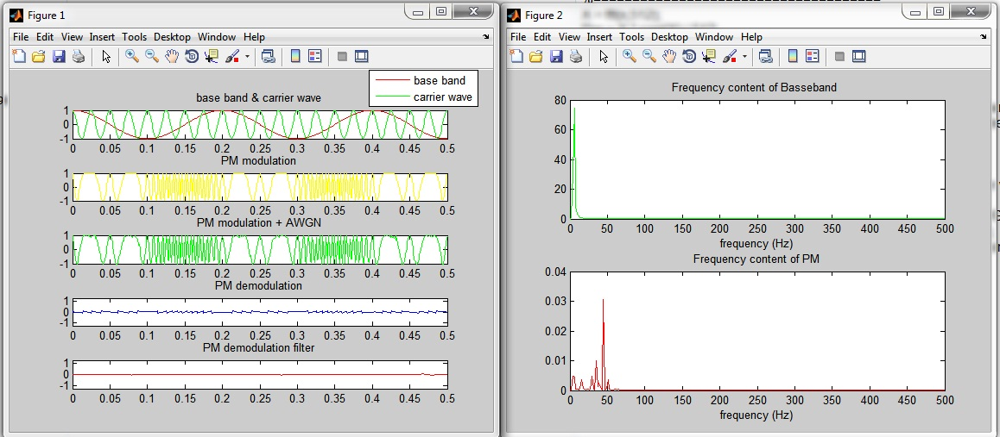 Figure 1
File Edit View Insert Tools Desktop Window Help
base band
carrier wave
base band & carrier wave
1
0
-1
0 0.05 0.1 0.15 0.2 0.25 0.3 0.35 0.4 0.45 0.5
PM modulation
1
0
-1
0 0.05 0.1 0.15 0.2 0.25 0.3 0.35 0.4 0.45 0.5
PM modulation + AWGN
1
0
-1
0 0.05 0.1 0.15 0.2 0.25 0.3 0.35 0.4 0.45 0.5
PM demodulation
1
0
-1
0 0.05 0.1 0.15 0.2 0.25 0.3 0.35 0.4 0.45 0.5
PM demodulation filter
1
0
-1
0 0.05 0.1 0.15 0.2 0.25 0.3 0.35 0.4 0.45 0.5
Figure 2
File Edit View Insert Tools Desktop Window Help
Frequency content of Basseband
80
60
40
20
0
0 50 100 150 200 250 300 350 400 450 500
frequency (Hz)
Frequency content of PM
0.04
0.03
0.02
0.01
0
0 50 100 150 200 250 300 350 400 450 500
frequency (Hz)